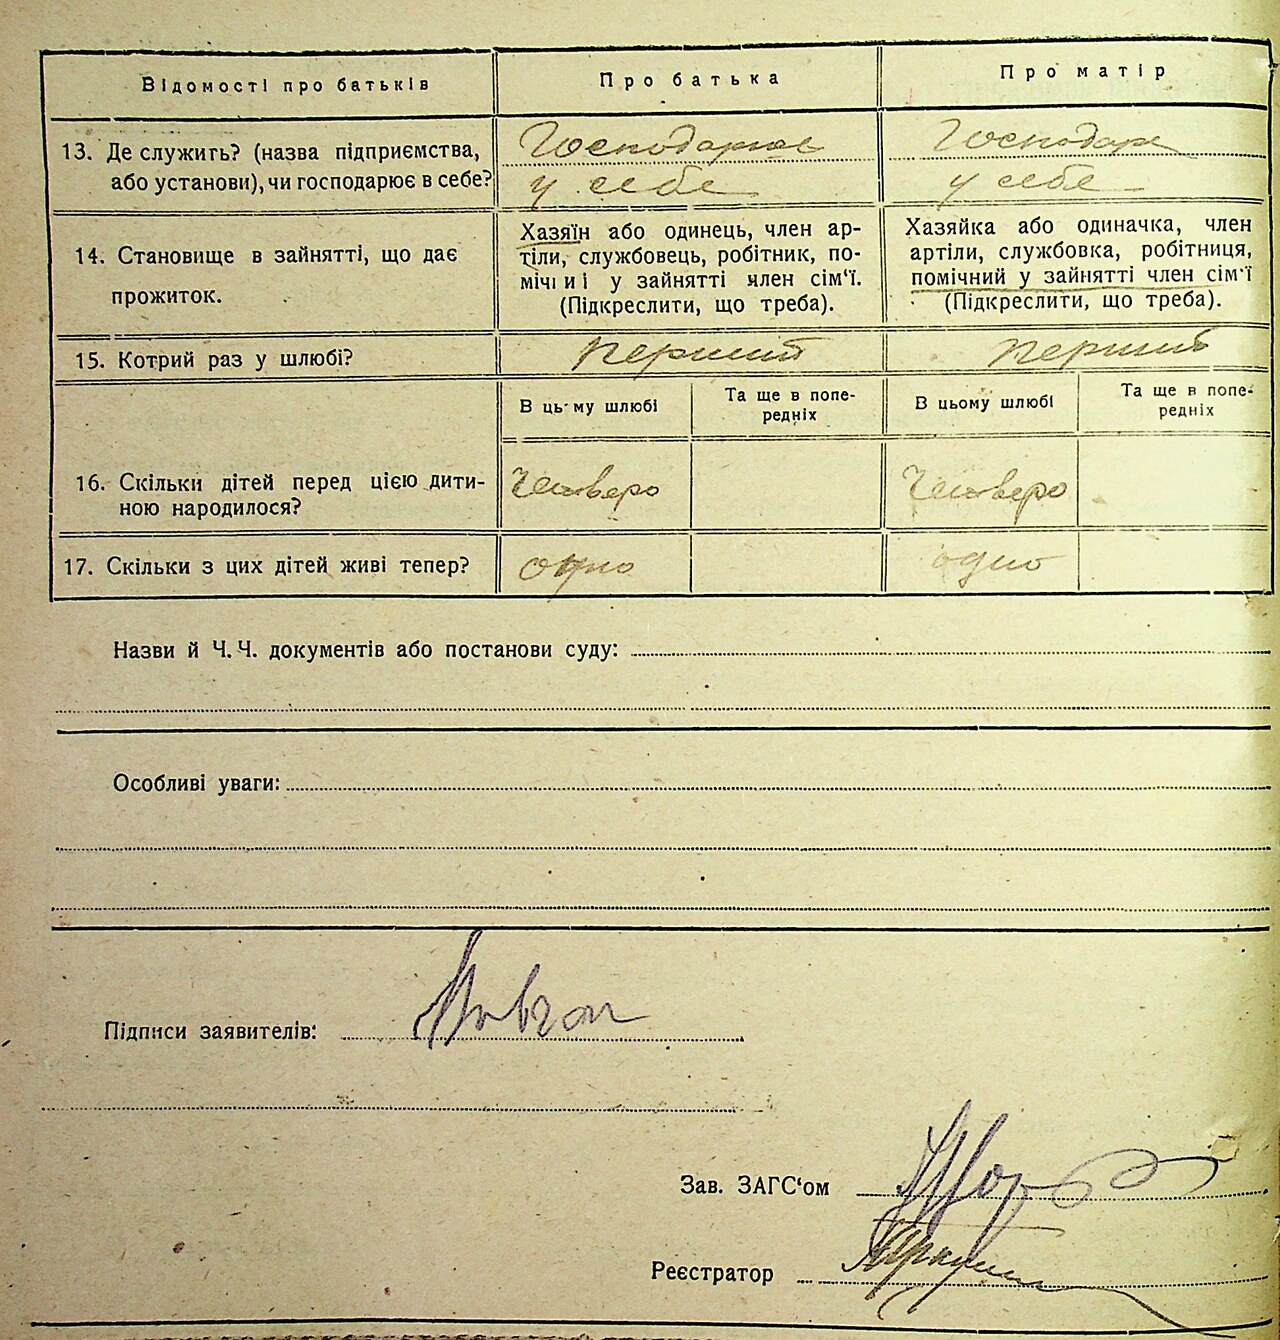 Відомості про батьків
Про батька
Про матір
13. Де служить? (назва підприємства, або установи), чи господарює в себе?
Господарює
у себе
Господарює
у себе
14. Становище в зайнятті, що дає прожиток.
Хазяїн або одинець, член ар-
тіли, службовець, робітник, по-
мічниі у зайнятті член сім‘ї.
(Підкреслити, що треба).
Хазяйка або одиначка, член
артіли, службовка, робітниця,
помічний у зайнятті член сім‘ї
(Підкреслити, що треба).
15. Котрий раз у шлюбі?
Перший
Перший
В цьму шлюбі
Та ще в попе-
редніх
В цьому шлюбі
Та ще в попе-
редніх
16. Скільки дітей перед цією дити-
ною народилося?
Четверо
Четверо
17. Скільки з цих дітей живі тепер?
одно
одно
Назви й Ч. Ч. документів або постанови суду:
Особливі уваги:
Підписи заявителів:
Зав. ЗАГС‘ом
Реєстратор